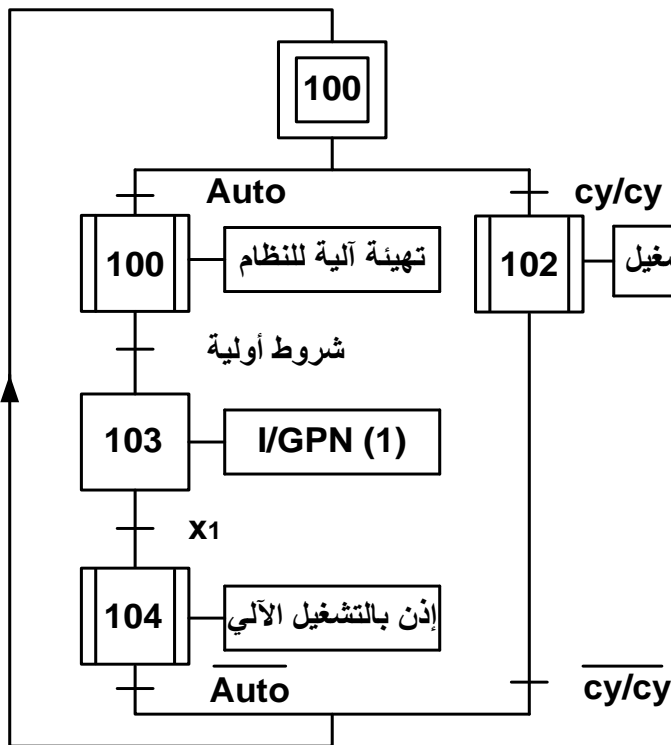 100
Auto
cy/cy
100
تهيئة آلية للنظام
102
شروط أولية
103
I/GPN (1)
x1
104
إذن بالتشغيل الآلي
Auto
cy/cy